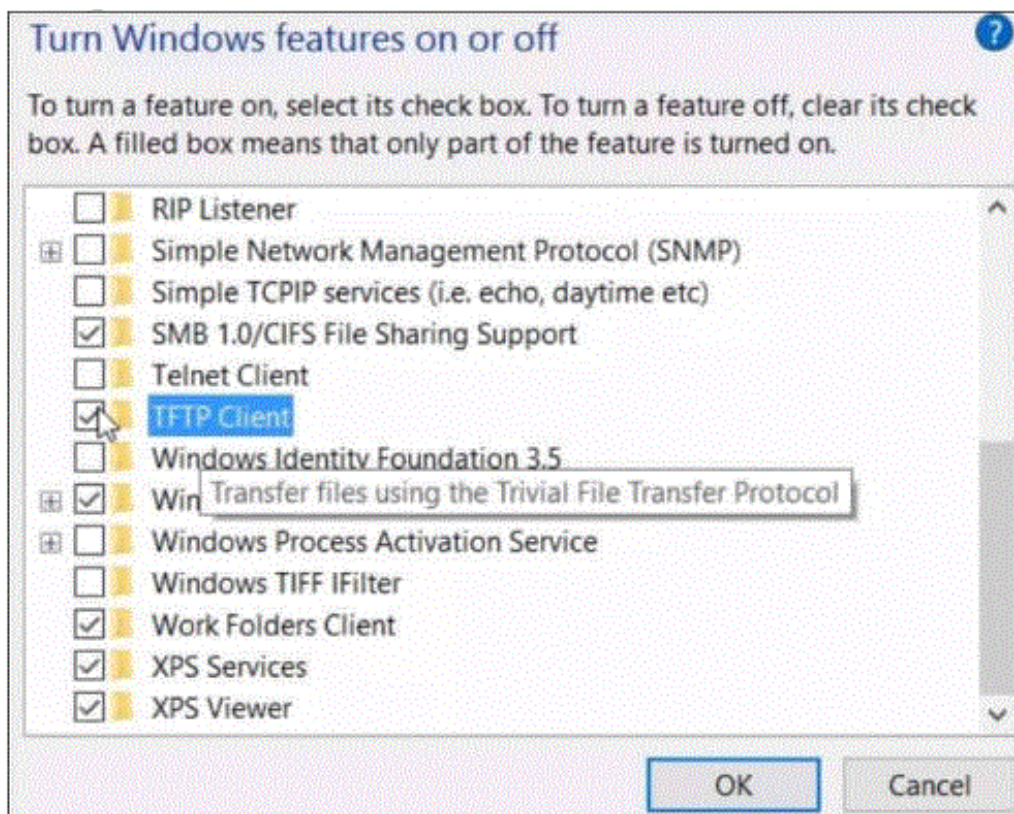 Turn Windows features on or off
?
To turn a feature on, select its check box. To turn a feature off, clear its check
box. A filled box means that only part of the feature is turned on.
RIP Listener
Simple Network Management Protocol (SNMP)
Simple TCPIP services (i.e. echo, daytime etc)
SMB 1.0/CIFS File Sharing Support
Telnet Client
TFTP Client
Windows Identity Foundation 3.5
Win
Transfer files using the Trivial File Transfer Protocol
Windows Process Activation Service
Windows TIFF IFilter
Work Folders Client
XPS Services
XPS Viewer
OK
Cancel